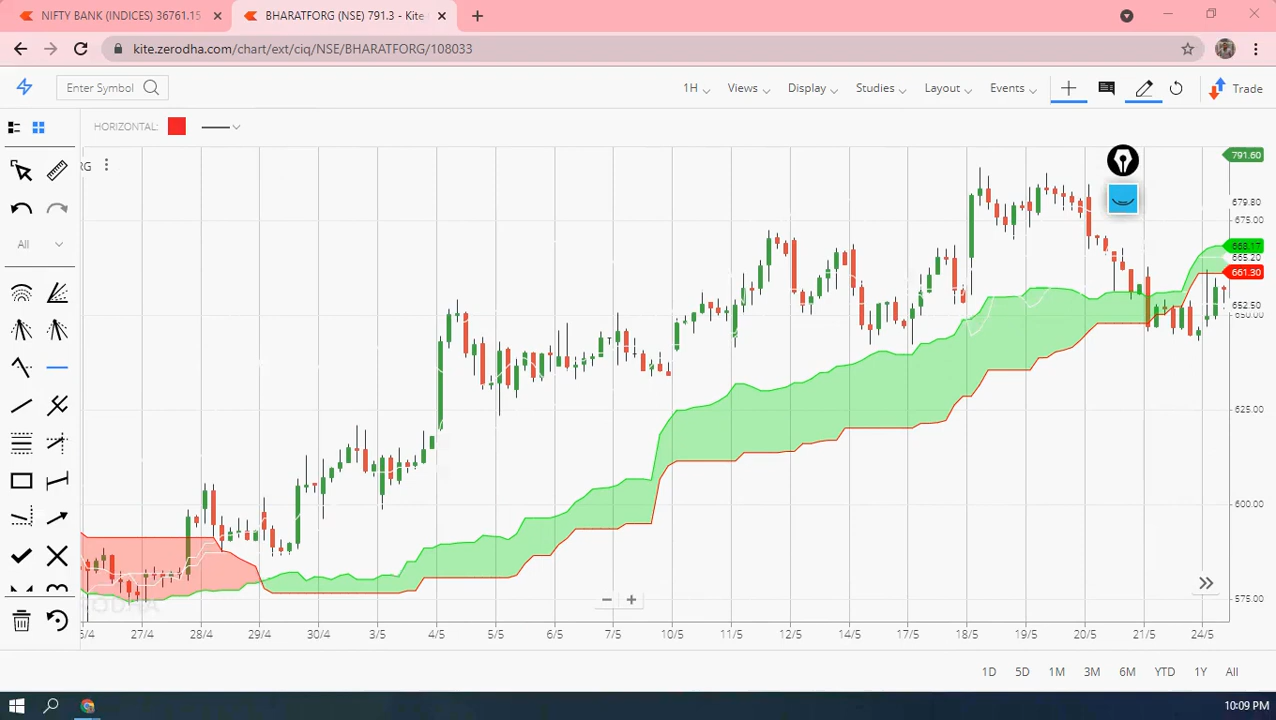 NIFTY BANK (INDICES) 36761.15
BHARATFORG (NSE) 791.3 - Kite
kite.zerodha.com/chart/ext/ciq/NSE/BHARATFORG/108033
Enter Symbol
1H
Views
Display
Studies
Layout
Events
Trade
HORIZONTAL:
RG
791.60
679.80
675.00
668.17
665.20
661.30
652.50
650.00
All
625.00
600.00
575.00
27/4 28/4 29/4 30/4 3/5 4/5 5/5 6/5 7/5 10/5 11/5 12/5 14/5 17/5 18/5 19/5 20/5 21/5 24/5
1D 5D 1M 3M 6M YTD 1Y All
10:09 PM